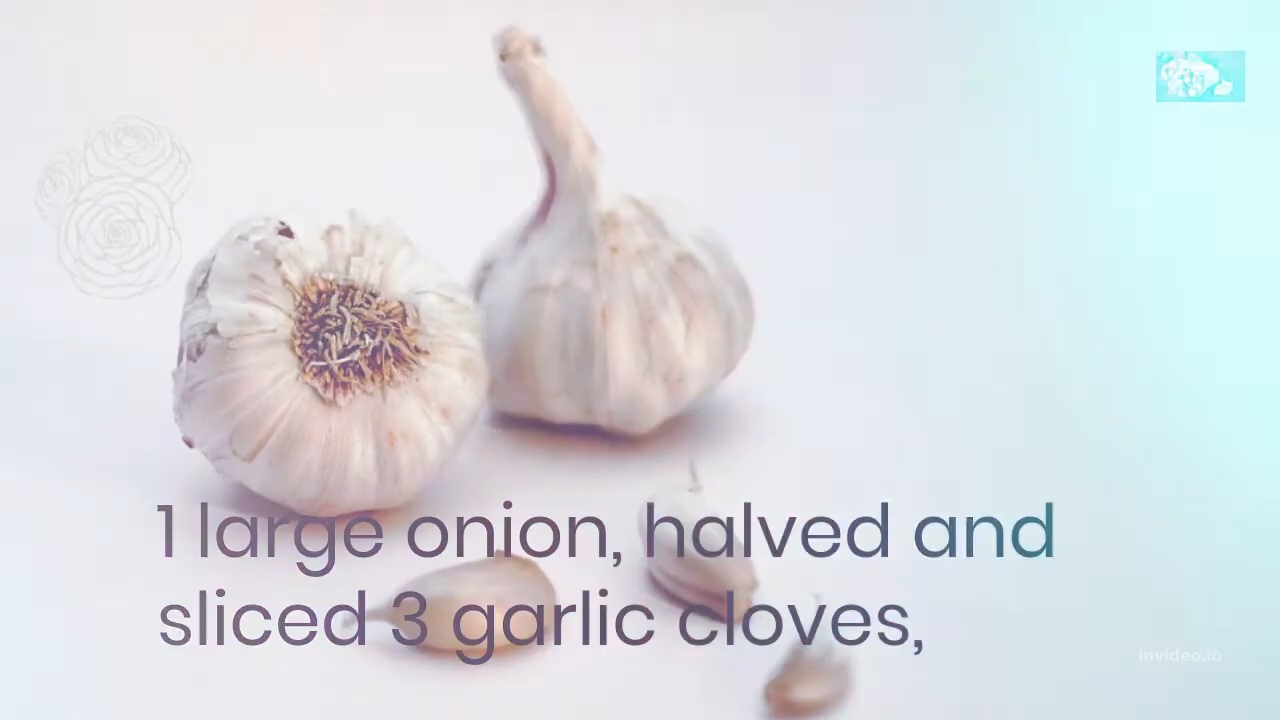 1 large onion, halved and
sliced 3 garlic cloves,
invideo.io